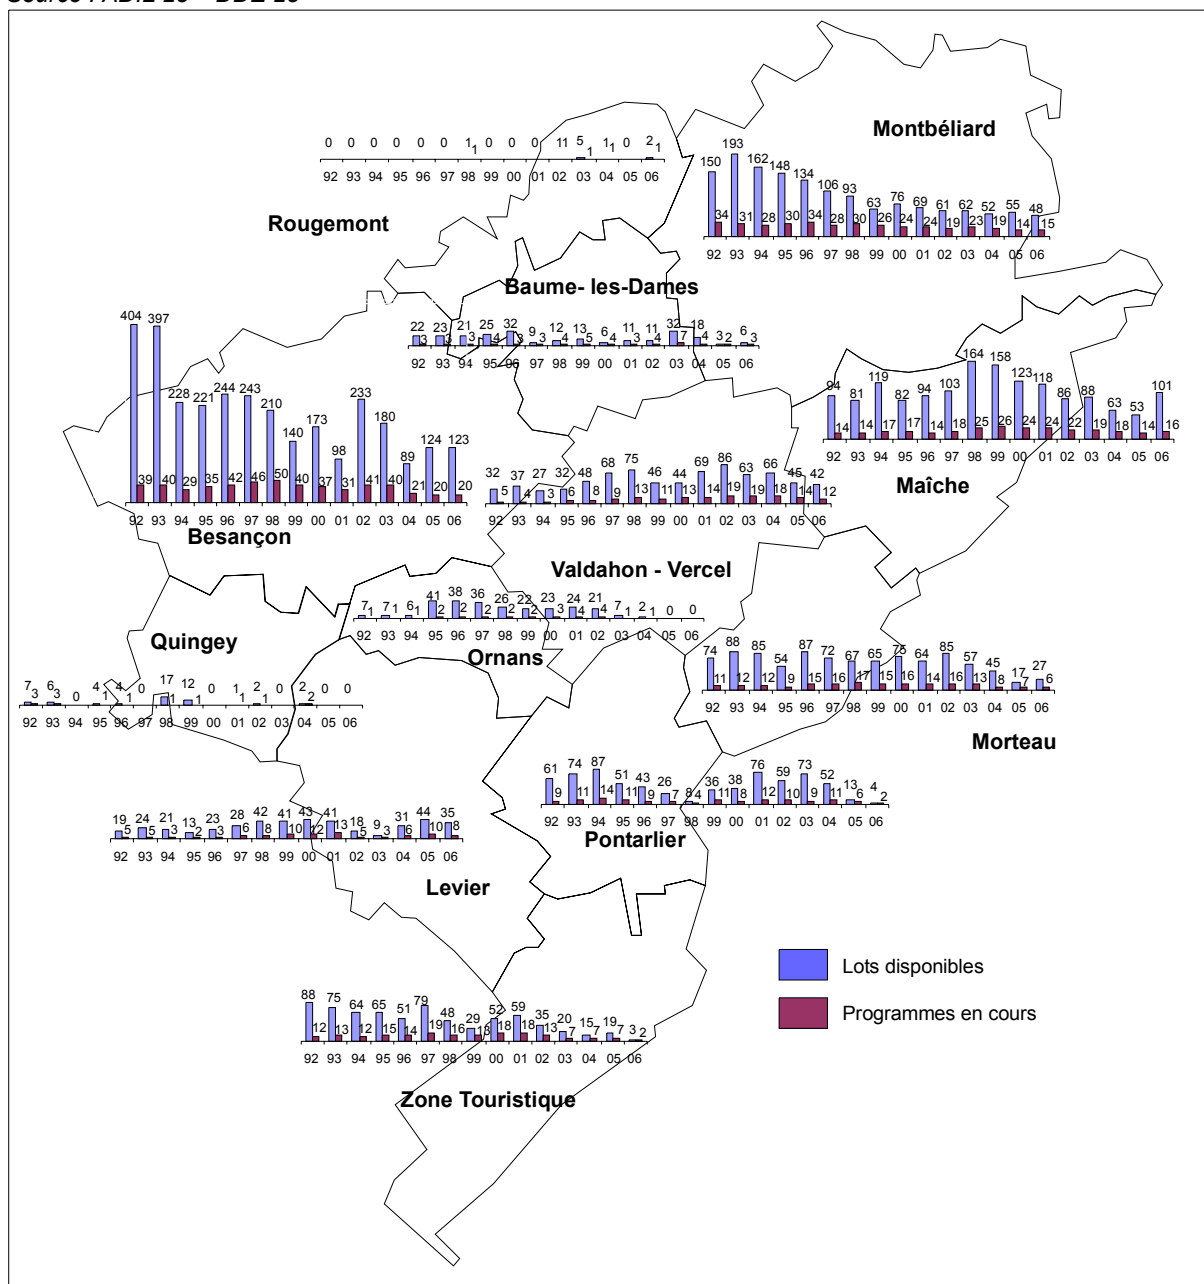 Montbéliard
193
150 162 148 134 106 93 63 76 69 61 62 52 55 48
34 31 28 30 34 28 30 26 24 24 19 23 19 14 15
92 93 94 95 96 97 98 99 00 01 02 03 04 05 06
0 0 0 0 0 0 1 1 0 0 0 11 5 1 1 0 2 1
92 93 94 95 96 97 98 99 00 01 02 03 04 05 06
Rougemont
Baume- les-Dames
22 23 21 25 32 9 12 13 6 11 11 32 18 3 6
3 3 3 4 3 3 4 5 4 3 4 7 4 2 3
92 93 94 95 96 97 98 99 00 01 02 03 04 05 06
404 397 228 221 244 243 210 140 173 98 233 180 89 124 123
39 40 29 35 42 46 50 40 37 31 41 40 21 20 20
92 93 94 95 96 97 98 99 00 01 02 03 04 05 06
Besançon
94 81 119 82 94 103 164 158 123 118 86 88 63 53 101
14 14 17 17 14 18 25 26 24 24 22 19 18 14 16
92 93 94 95 96 97 98 99 00 01 02 03 04 05 06
Maîche
32 37 27 32 48 68 75 46 44 69 86 63 66 45 42
5 4 3 6 8 9 13 11 13 14 19 19 18 14 12
92 93 94 95 96 97 98 99 00 01 02 03 04 05 06
Valdahon - Vercel
7 7 6 41 38 36 26 22 23 24 21 7 2 0 0
1 1 1 2 2 2 2 2 3 4 4 1 1
92 93 94 95 96 97 98 99 00 01 02 03 04 05 06
Ornans
Quingey
7 6 0 4 4 0 17 12 0 1 2 0 2 0 0
3 3 1 1 1 1 1 1 2
92 93 94 95 96 97 98 99 00 01 02 03 04 05 06
74 88 85 54 87 72 67 65 75 64 85 57 45 17 27
11 12 12 9 15 16 17 15 16 14 16 13 8 7 6
92 93 94 95 96 97 98 99 00 01 02 03 04 05 06
Morteau
61 74 87 51 43 26 8 36 38 76 59 73 52 13 4
9 11 14 11 9 7 4 11 8 12 10 9 11 6 2
92 93 94 95 96 97 98 99 00 01 02 03 04 05 06
Pontarlier
19 24 21 13 23 28 42 41 43 41 18 9 31 44 35
5 5 3 2 3 6 8 10 12 13 5 3 6 10 8
92 93 94 95 96 97 98 99 00 01 02 03 04 05 06
Levier
Lots disponibles
Programmes en cours
88 75 64 65 51 79 48 29 52 59 35 20 15 19 3
12 13 12 15 14 19 16 13 18 18 13 7 7 7 2
92 93 94 95 96 97 98 99 00 01 02 03 04 05 06
Zone Touristique